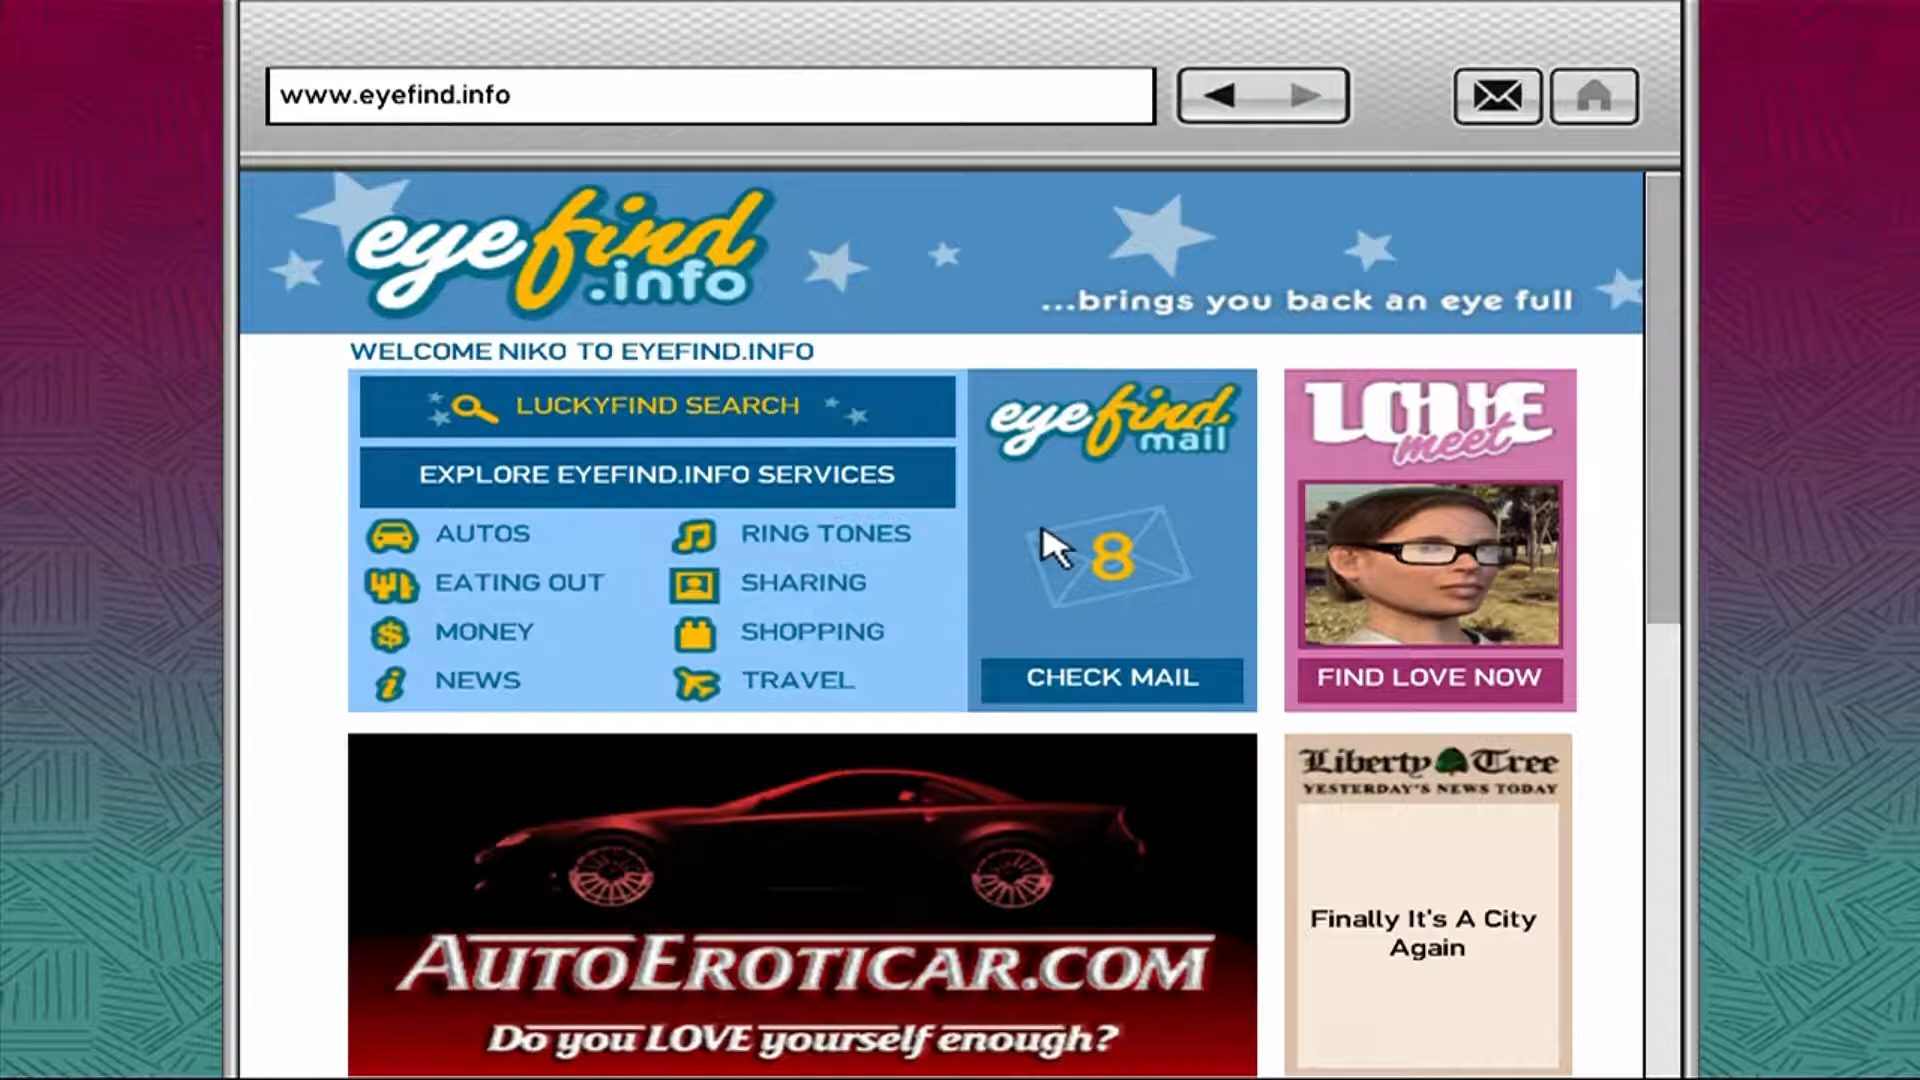 www.eyefind.info
eyefind
.info
...brings you back an eye full
WELCOME NIKO TO EYEFIND.INFO
LUCKYFIND SEARCH
EXPLORE EYEFIND.INFO SERVICES
AUTOS
RING TONES
EATING OUT
SHARING
MONEY
SHOPPING
NEWS
TRAVEL
eyefind
mail
8
CHECK MAIL
LOVE
meet
FIND LOVE NOW
AUTOEROTICAR.COM
Do you LOVE yourself enough?
Liberty Tree
YESTERDAY'S NEWS TODAY
Finally It's A City
Again